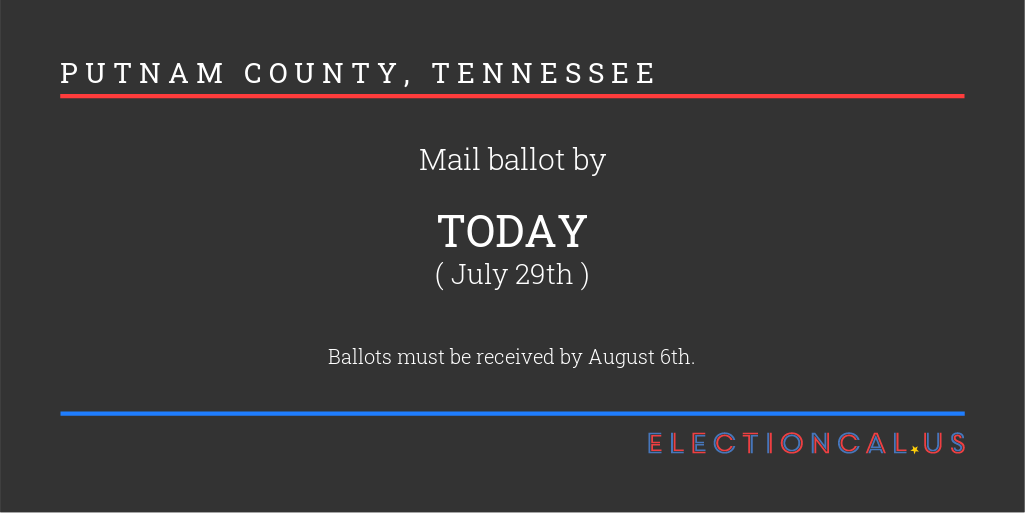 PUTNAM COUNTY, TENNESSEE
Mail ballot by
TODAY
( July 29th )
Ballots must be received by August 6th.
ELECTIONCAL.US